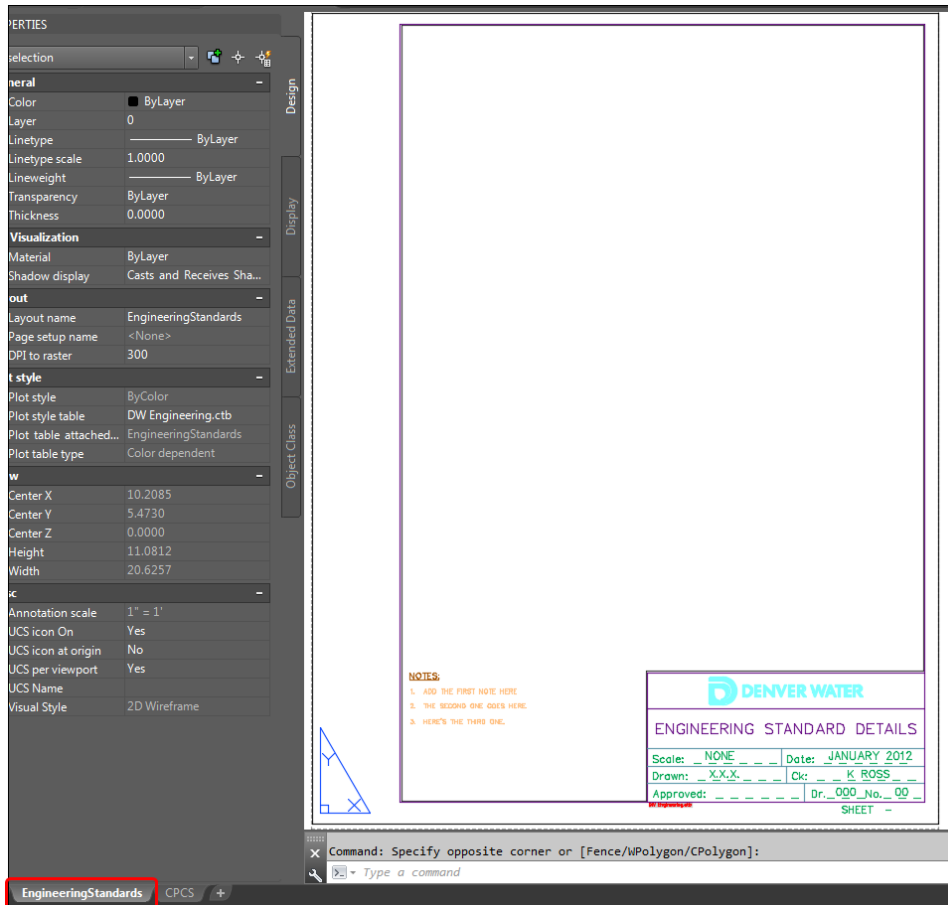 PERTIES
selection
neral
Color ByLayer
Layer 0
Linetype ByLayer
Linetype scale 1.0000
Lineweight ByLayer
Transparency ByLayer
Thickness 0.0000
Visualization
Material ByLayer
Shadow display Casts and Receives Sha...
out
Layout name EngineeringStandards
Page setup name <None>
DPI to raster 300
t style
Plot style ByColor
Plot style table DW Engineering.ctb
Plot table attached... EngineeringStandards
Plot table type Color dependent
w
Center X 10.2085
Center Y 5.4730
Center Z 0.0000
Height 11.0812
Width 20.6257
sc
Annotation scale 1" = 1'
UCS icon On Yes
UCS icon at origin No
UCS per viewport Yes
UCS Name
Visual Style 2D Wireframe
Design
Display
Extended Data
Object Class
NOTES:
1. ADD THE FIRST NOTE HERE
2. THE SECOND ONE GOES HERE.
3. HERE'S THE THIRD ONE.
Y
X
DENVER WATER
ENGINEERING STANDARD DETAILS
Scale: _ NONE _ _ _ Date: _JANUARY 2012
Drawn: _ X.X.X. _ _ _ Ck: _ _ K ROSS _ _
Approved: _ _ _ _ _ _ Dr._000_No._ 00 _
DW Engineering.ctb
SHEET -
Command: Specify opposite corner or [Fence/WPolygon/CPolygon]:
Type a command
EngineeringStandards CPCS +